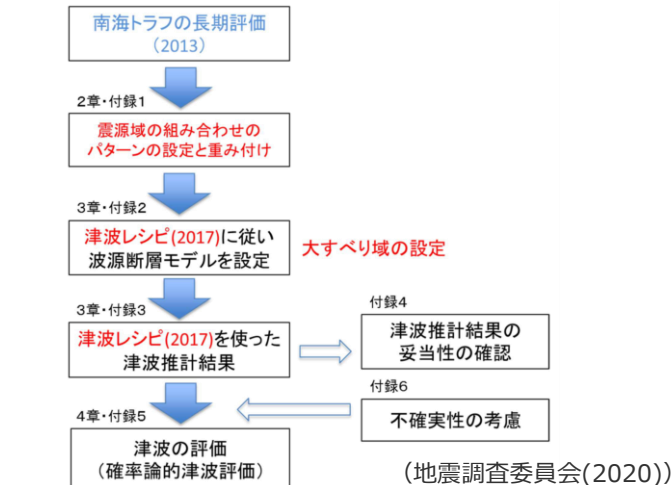 南海トラフの長期評価
(2013)
2章・付録1
震源域の組み合わせの
パターンの設定と重み付け
3章・付録2
津波レシピ(2017)に従い
波源断層モデルを設定
大すべり域の設定
3章・付録3
津波レシピ(2017)を使った
津波推計結果
付録4
津波推計結果の
妥当性の確認
付録6
不確実性の考慮
4章・付録5
津波の評価
(確率論的津波評価)
(地震調査委員会(2020))